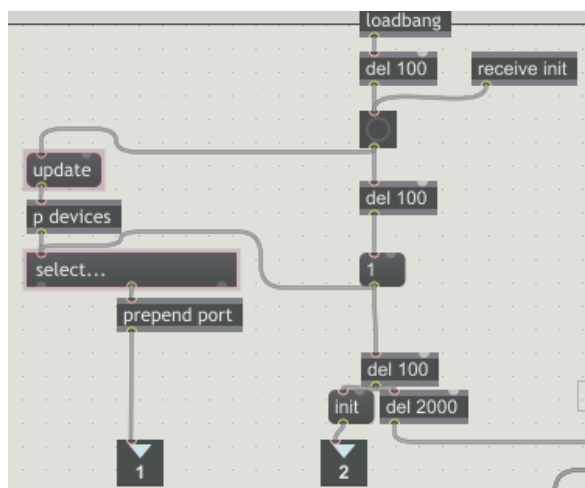 loadbang
del 100
receive init
update
del 100
p devices
select...
1
prepend port
del 100
init
del 2000
1
2